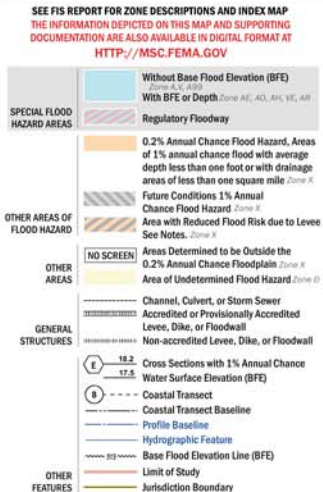 SEE FIS REPORT FOR ZONE DESCRIPTIONS AND INDEX MAP
THE INFORMATION DEPICTED ON THIS MAP AND SUPPORTING
DOCUMENTATION ARE ALSO AVAILABLE IN DIGITAL FORMAT AT
HTTP://MSC.FEMA.GOV
SPECIAL FLOOD
HAZARD AREAS
Without Base Flood Elevation (BFE)
Zone A,V, A99
With BFE or Depth Zone AE, AO, AH, VE, AR
Regulatory Floodway
OTHER AREAS OF
FLOOD HAZARD
0.2% Annual Chance Flood Hazard, Areas
of 1% annual chance flood with average
depth less than one foot or with drainage
areas of less than one square mile Zone X
Future Conditions 1% Annual
Chance Flood Hazard Zone X
Area with Reduced Flood Risk due to Levee
See Notes. Zone X
OTHER
AREAS
NO SCREEN
Areas Determined to be Outside the
0.2% Annual Chance Floodplain Zone X
Area of Undetermined Flood Hazard Zone D
GENERAL
STRUCTURES
Channel, Culvert, or Storm Sewer
Accredited or Provisionally Accredited
Levee, Dike, or Floodwall
Non-accredited Levee, Dike, or Floodwall
OTHER
FEATURES
E 18.2
17.5
Cross Sections with 1% Annual Chance
Water Surface Elevation (BFE)
8 Coastal Transect
Coastal Transect Baseline
Profile Baseline
Hydrographic Feature
Base Flood Elevation Line (BFE)
Limit of Study
Jurisdiction Boundary